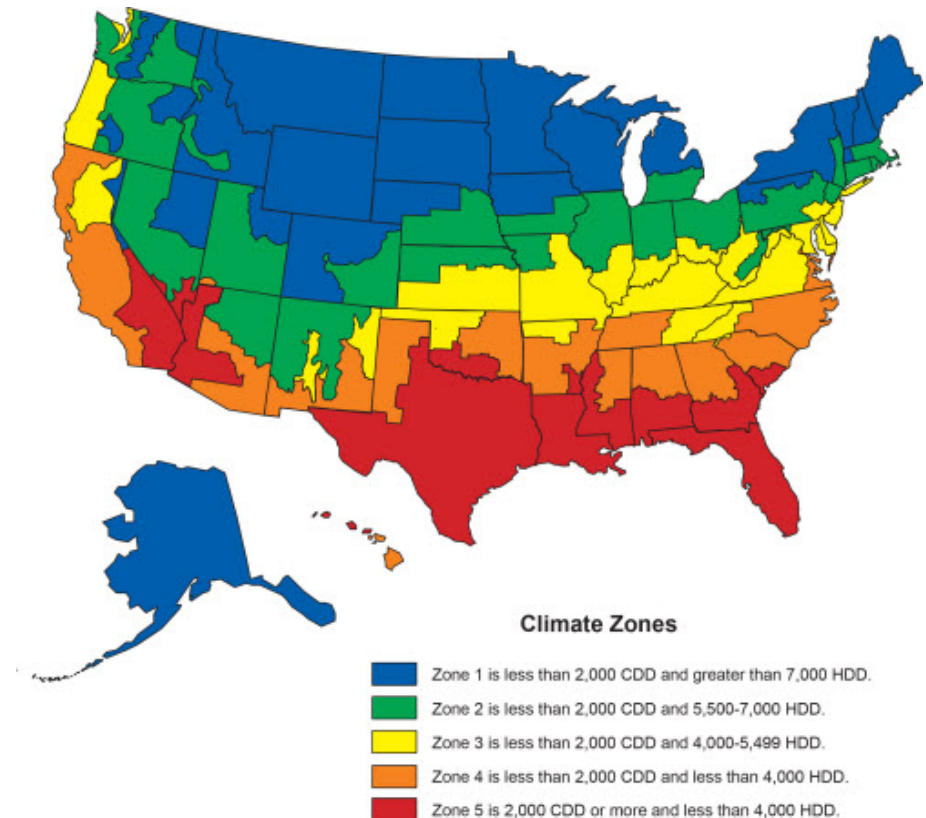 Climate Zones
Zone 1 is less than 2,000 CDD and greater than 7,000 HDD.
Zone 2 is less than 2,000 CDD and 5,500-7,000 HDD.
Zone 3 is less than 2,000 CDD and 4,000-5,499 HDD.
Zone 4 is less than 2,000 CDD and less than 4,000 HDD.
Zone 5 is 2,000 CDD or more and less than 4,000 HDD.